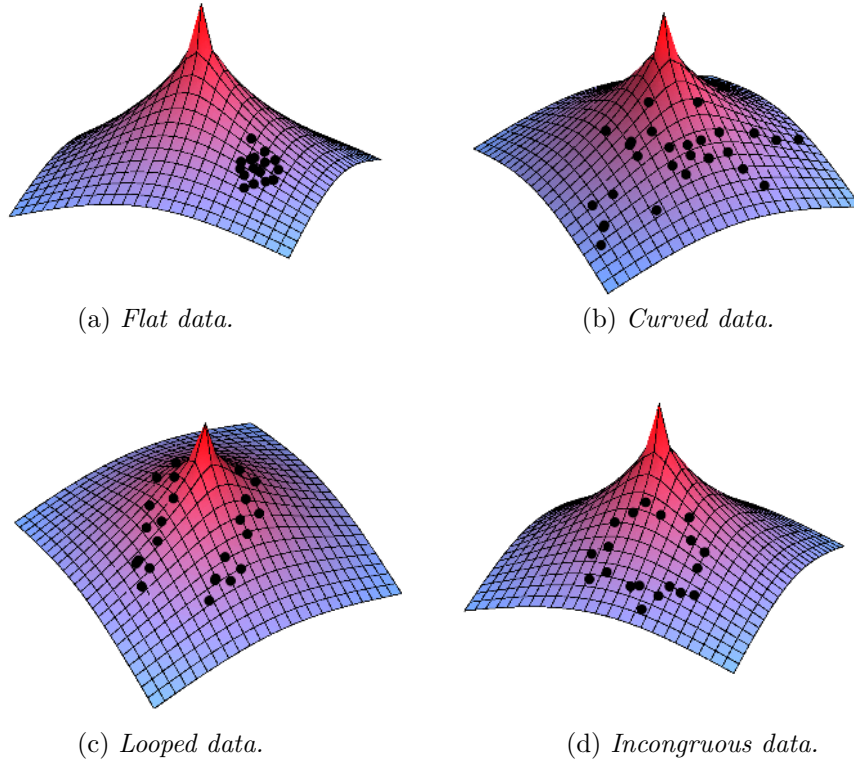 (a) Flat data.
(b) Curved data.
(c) Looped data.
(d) Incongruous data.